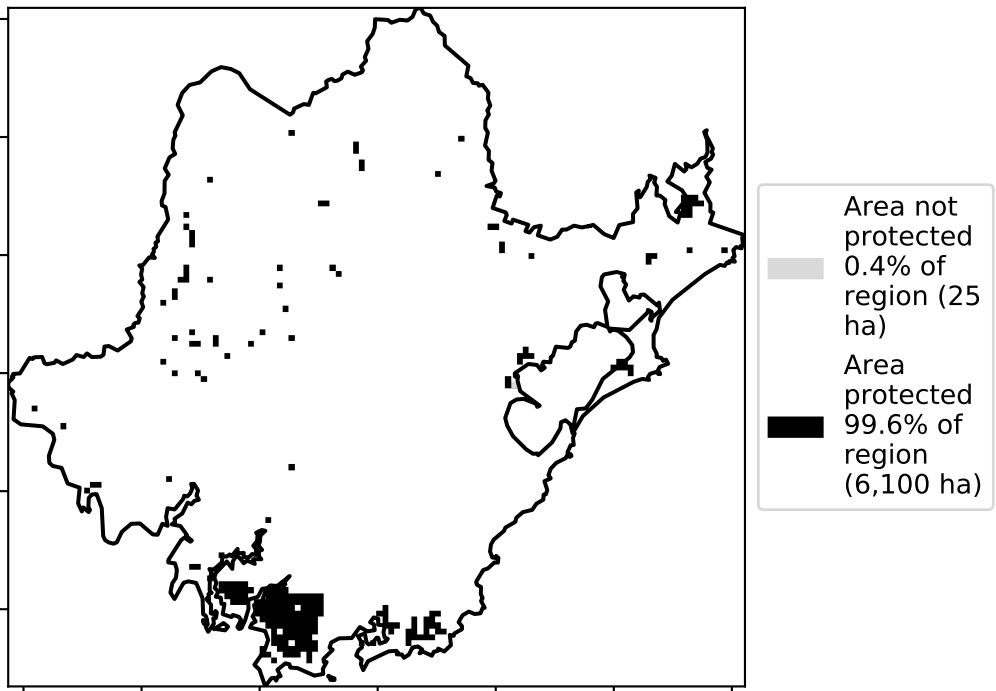 Area not
protected
0.4% of
region (25
ha)
Area
protected
99.6% of
region
(6,100 ha)